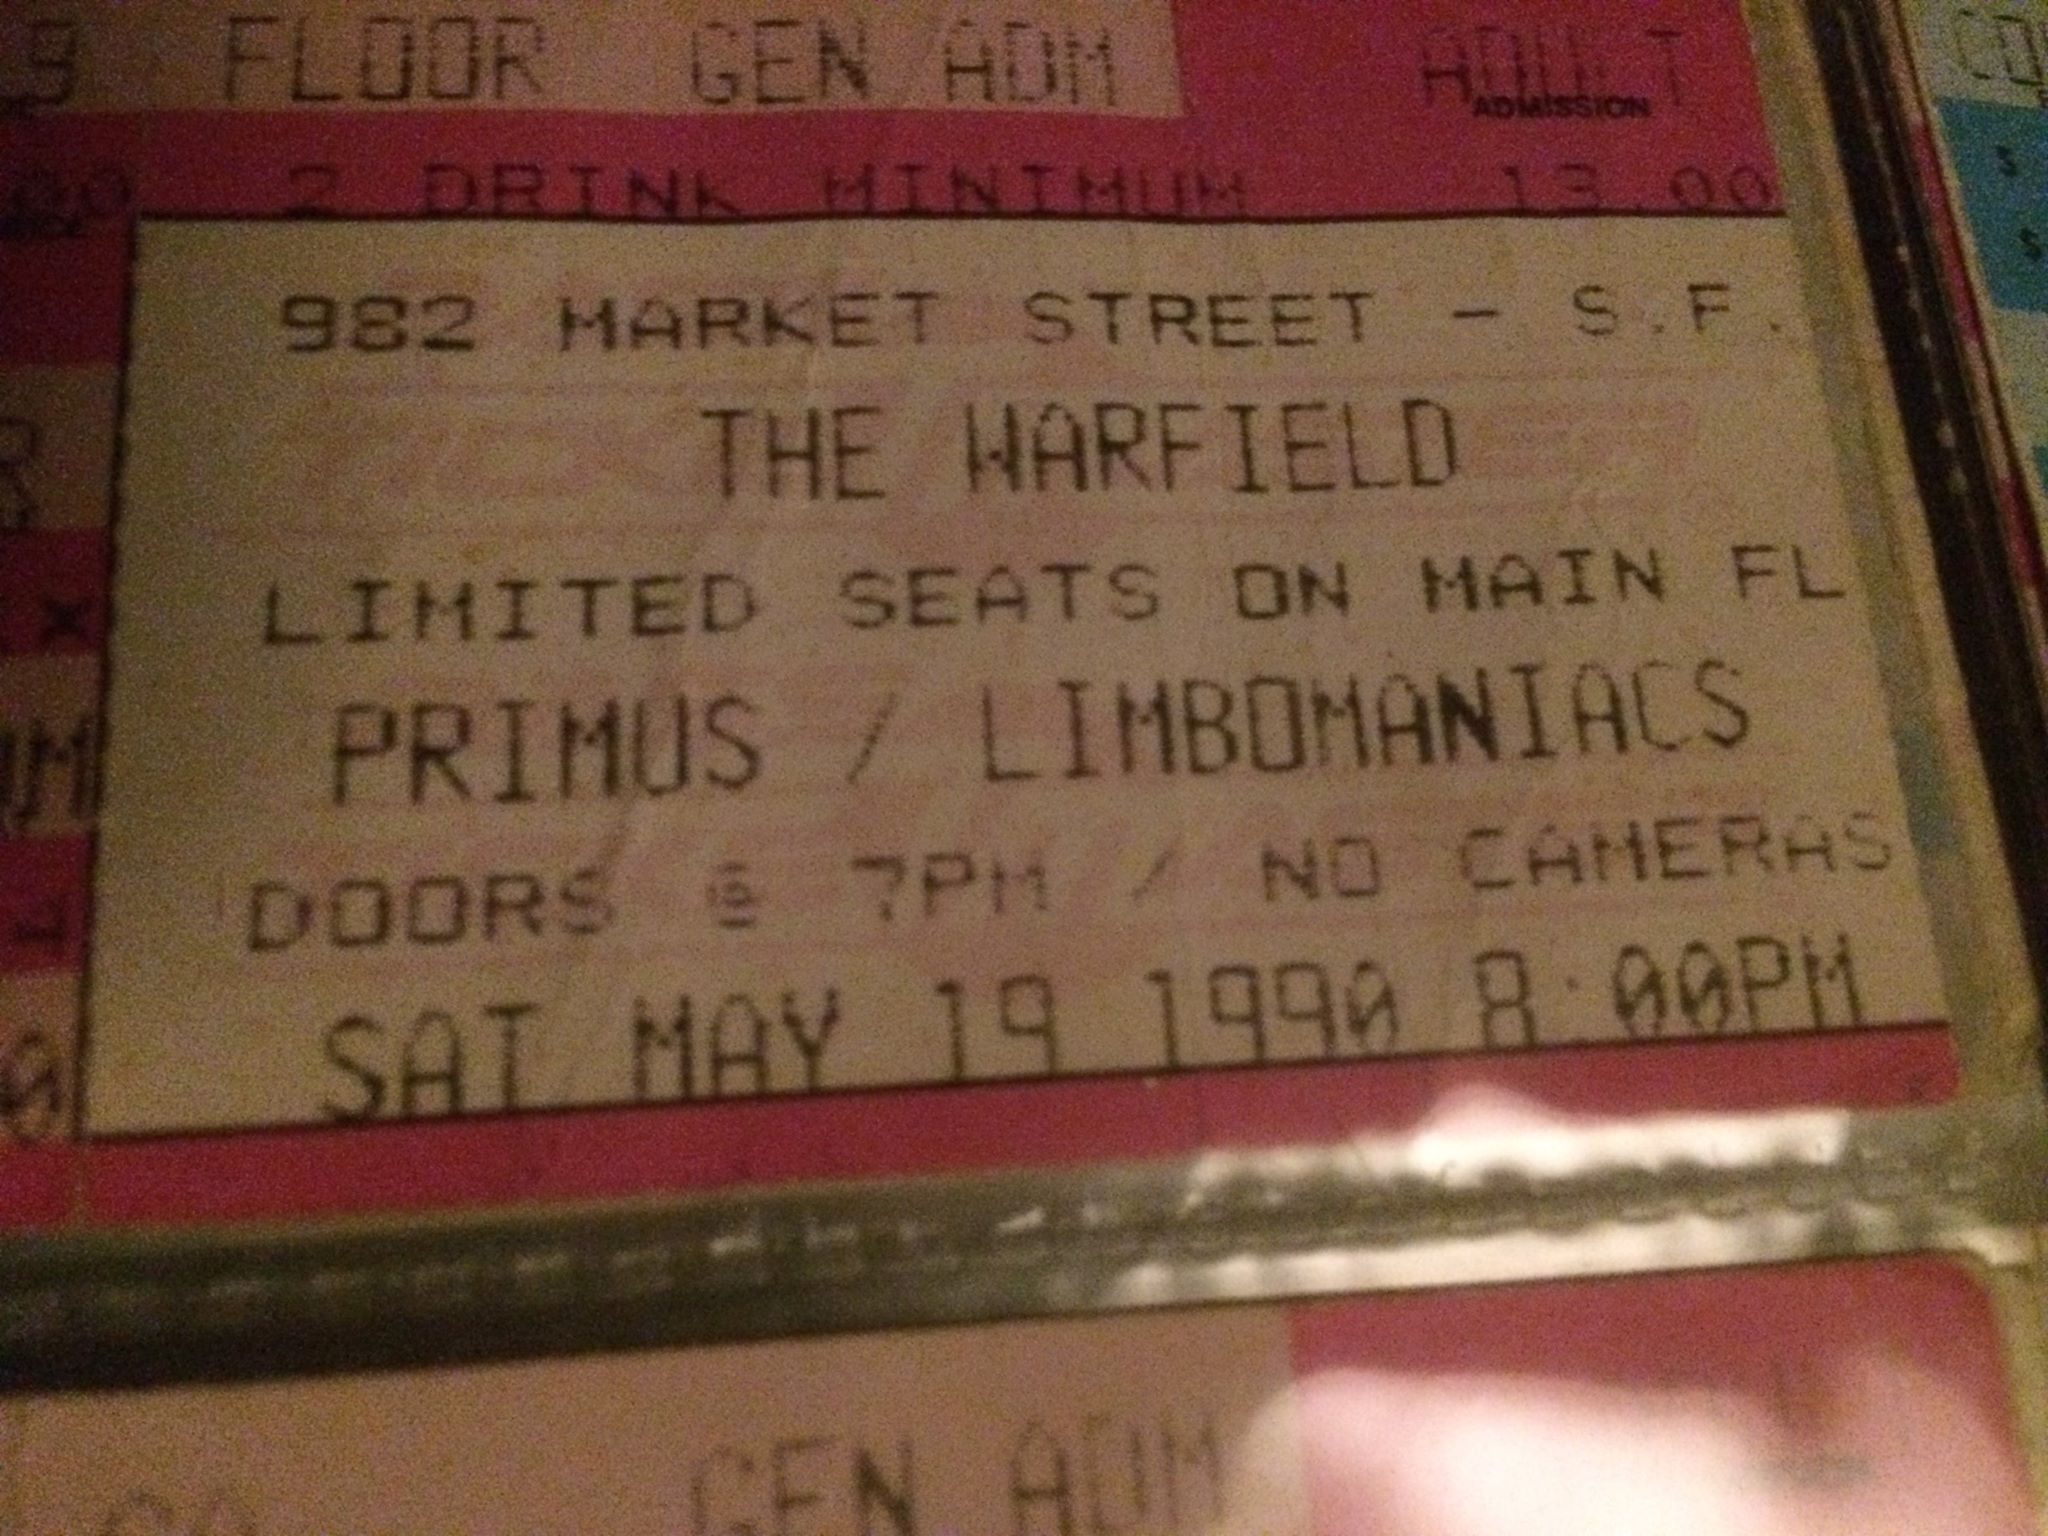 9 FLOOR GEN ADM ADULT
ADMISSION
2 DRINK MINIMUM 13.00
982 MARKET STREET - S.F.
THE WARFIELD
LIMITED SEATS ON MAIN FL
PRIMUS / LIMBOMANIACS
DOORS @ 7PM / NO CAMERAS
SAT MAY 19 1990 8:00PM
GEN ADM